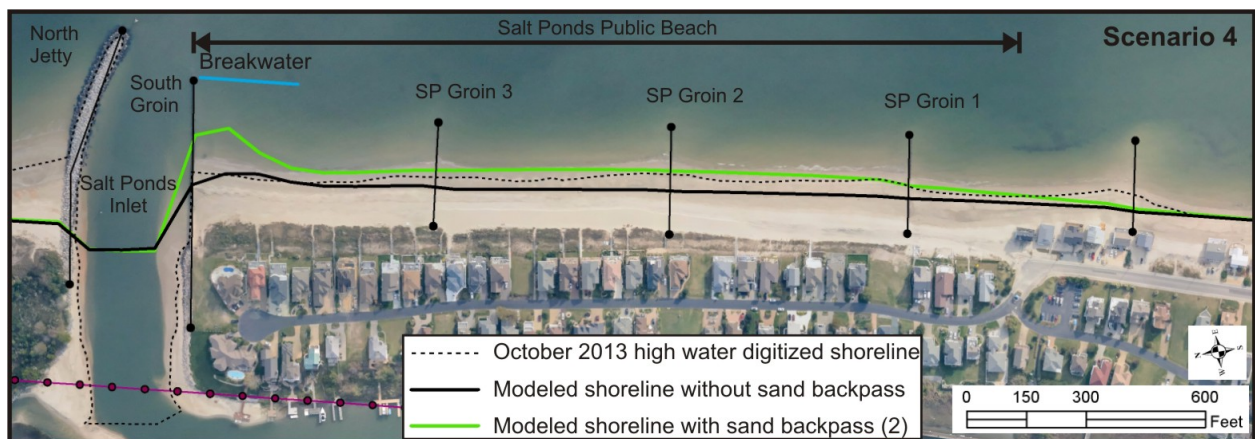 Salt Ponds Public Beach
Scenario 4
North
Jetty
South
Groin
Breakwater
SP Groin 3
SP Groin 2
SP Groin 1
Salt Ponds
Inlet
October 2013 high water digitized shoreline
Modeled shoreline without sand backpass
Modeled shoreline with sand backpass (2)
E
N
S
W
0 150 300 600
Feet